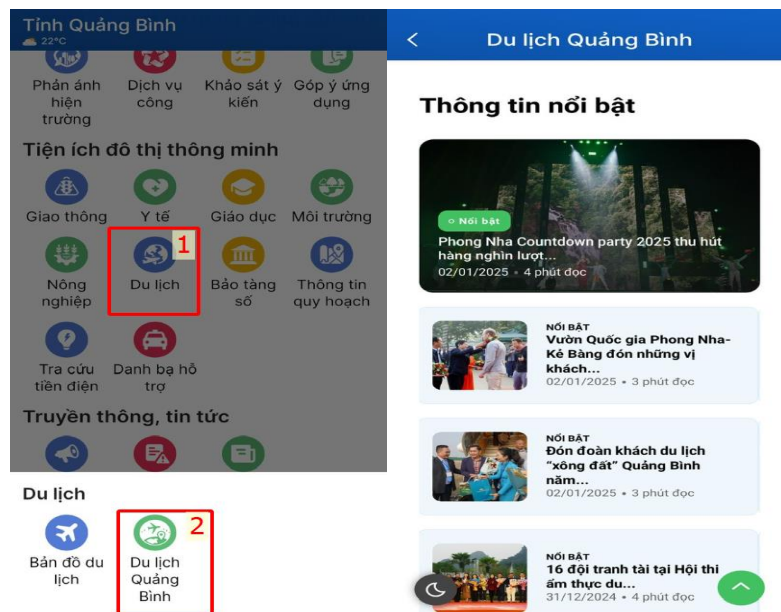 Tỉnh Quảng Bình
22°C
Phản ánh hiện trường
Dịch vụ công
Khảo sát ý kiến
Góp ý ứng dụng
Tiện ích đô thị thông minh
Giao thông
Y tế
Giáo dục
Môi trường
1
Nông nghiệp
Du lịch
Bảo tàng số
Thông tin quy hoạch
Tra cứu tiền điện
Danh bạ hỗ trợ
Truyền thông, tin tức
Du lịch
2
Bản đồ du lịch
Du lịch Quảng Bình
Du lịch Quảng Bình
Thông tin nổi bật
Nổi bật
Phong Nha Countdown party 2025 thu hút
hàng nghìn lượt...
02/01/2025 • 4 phút đọc
NỔI BẬT
Vườn Quốc gia Phong Nha-
Kẻ Bàng đón những vị
khách...
02/01/2025 • 3 phút đọc
NỔI BẬT
Đón đoàn khách du lịch
“xông đất” Quảng Bình
năm...
02/01/2025 • 3 phút đọc
NỔI BẬT
16 đội tranh tài tại Hội thi
ẩm thực du...
31/12/2024 • 4 phút đọc